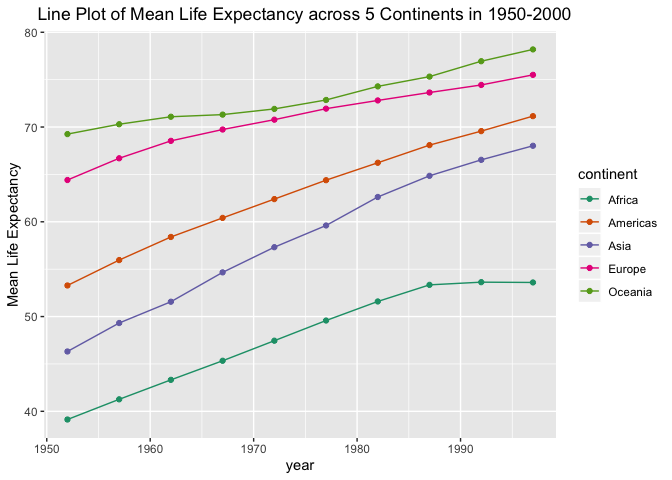 Line Plot of Mean Life Expectancy across 5 Continents in 1950-2000
80
70
60
50
40
Mean Life Expectancy
1950 1960 1970 1980 1990
year
continent
Africa
Americas
Asia
Europe
Oceania